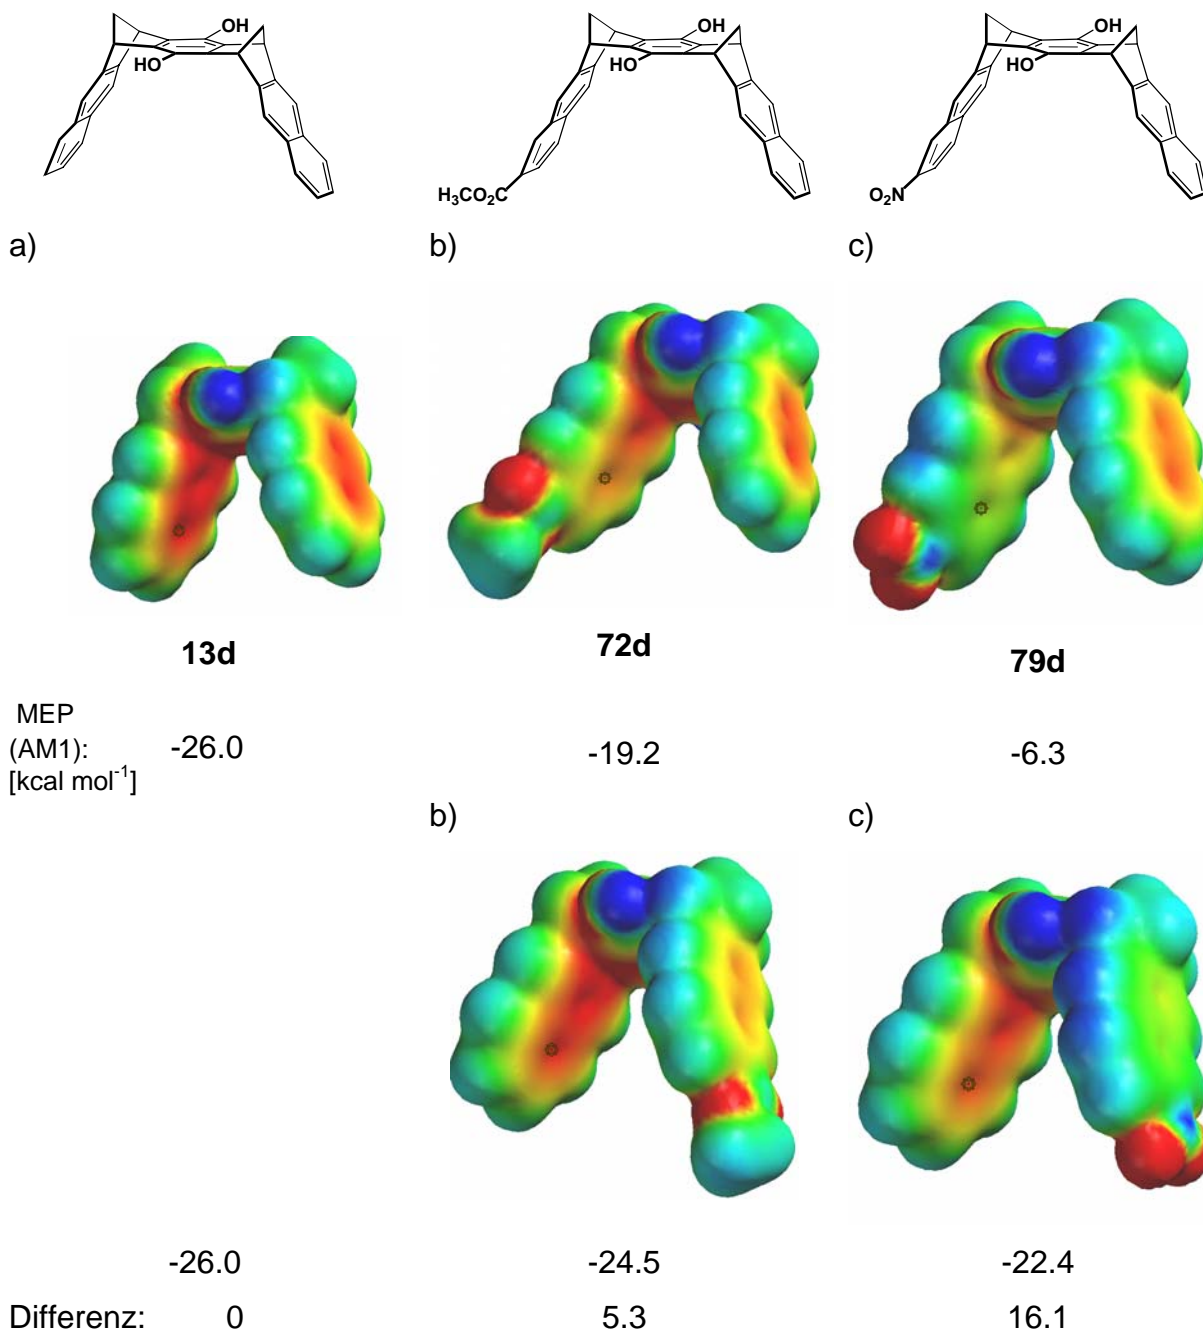 OH OH OH
HO HO HO
H3CO2C O2N
a) b) c)
13d 72d 79d
MEP
(AM1): -26.0 -19.2 -6.3
[kcal mol-1]
b) c)
-26.0 -24.5 -22.4
Differenz: 0 5.3 16.1